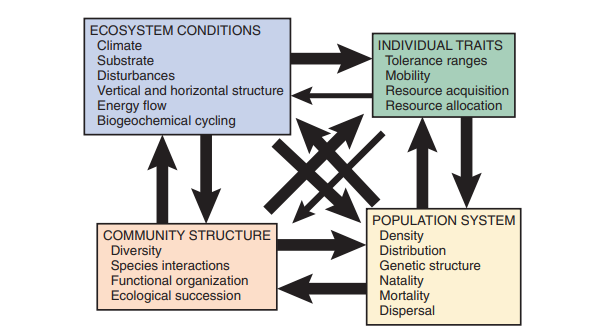 ECOSYSTEM CONDITIONS
Climate
Substrate
Disturbances
Vertical and horizontal structure
Energy flow
Biogeochemical cycling
INDIVIDUAL TRAITS
Tolerance ranges
Mobility
Resource acquisition
Resource allocation
COMMUNITY STRUCTURE
Diversity
Species interactions
Functional organization
Ecological succession
POPULATION SYSTEM
Density
Distribution
Genetic structure
Natality
Mortality
Dispersal